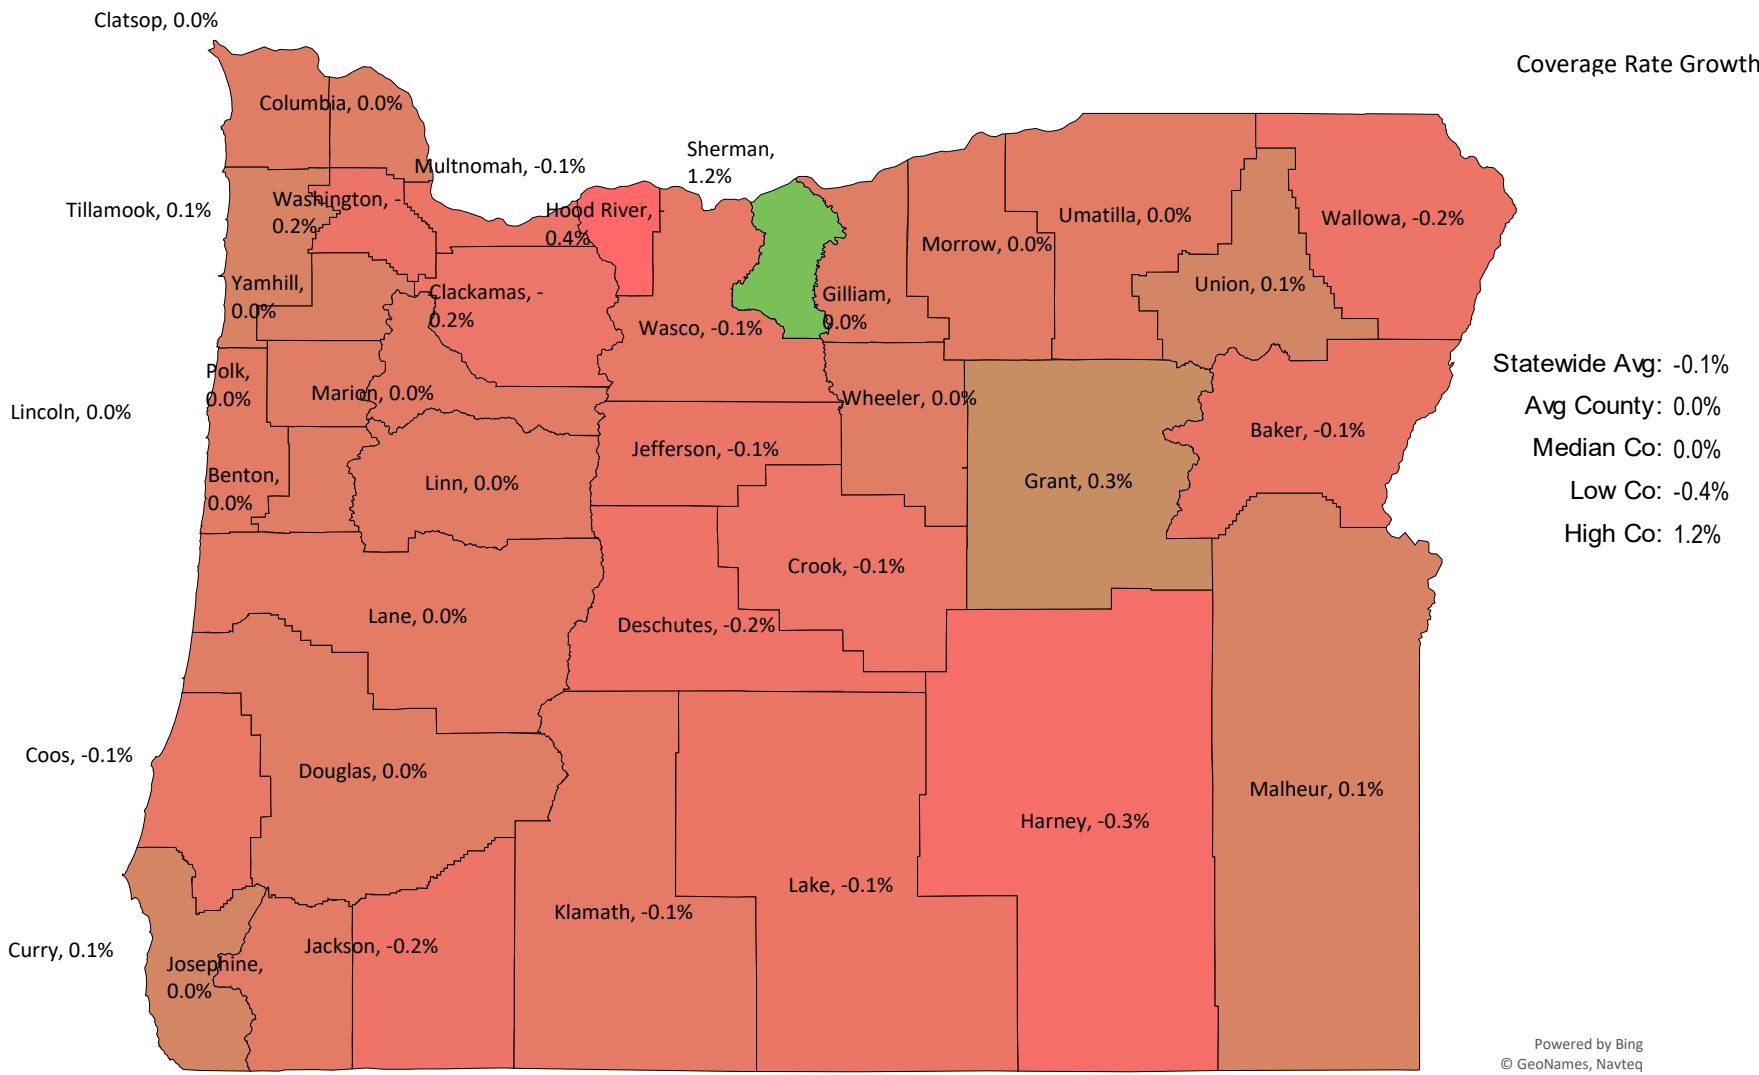 Clatsop, 0.0%
Coverage Rate Growth
Columbia, 0.0%
Multnomah, -0.1%
Sherman,
1.2%
Tillamook, 0.1%
Washington, -
0.2%
Hood River, -
0.4%
Morrow, 0.0%
Umatilla, 0.0%
Wallowa, -0.2%
Yamhill,
0.0%
Clackamas, -
0.2%
Wasco, -0.1%
Gilliam,
0.0%
Union, 0.1%
Polk,
0.0%
Marion, 0.0%
Lincoln, 0.0%
Wheeler, 0.0%
Baker, -0.1%
Statewide Avg: -0.1%
Avg County: 0.0%
Median Co: 0.0%
Low Co: -0.4%
High Co: 1.2%
Benton,
0.0%
Linn, 0.0%
Jefferson, -0.1%
Grant, 0.3%
Crook, -0.1%
Lane, 0.0%
Deschutes, -0.2%
Coos, -0.1%
Douglas, 0.0%
Malheur, 0.1%
Harney, -0.3%
Lake, -0.1%
Klamath, -0.1%
Curry, 0.1%
Josephine,
0.0%
Jackson, -0.2%
Powered by Bing
© GeoNames, Navteq